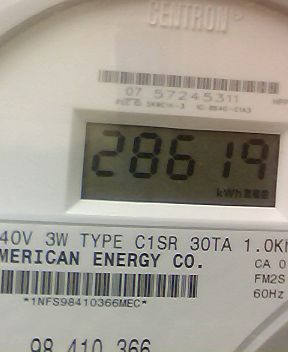 CENTRON®
07 57245311
28619
kWh
40V 3W TYPE C1SR 30TA 1.0K
MERICAN ENERGY CO.
CA 0
FM2S
60Hz
*1NFS98410366MEC*
98 410 366